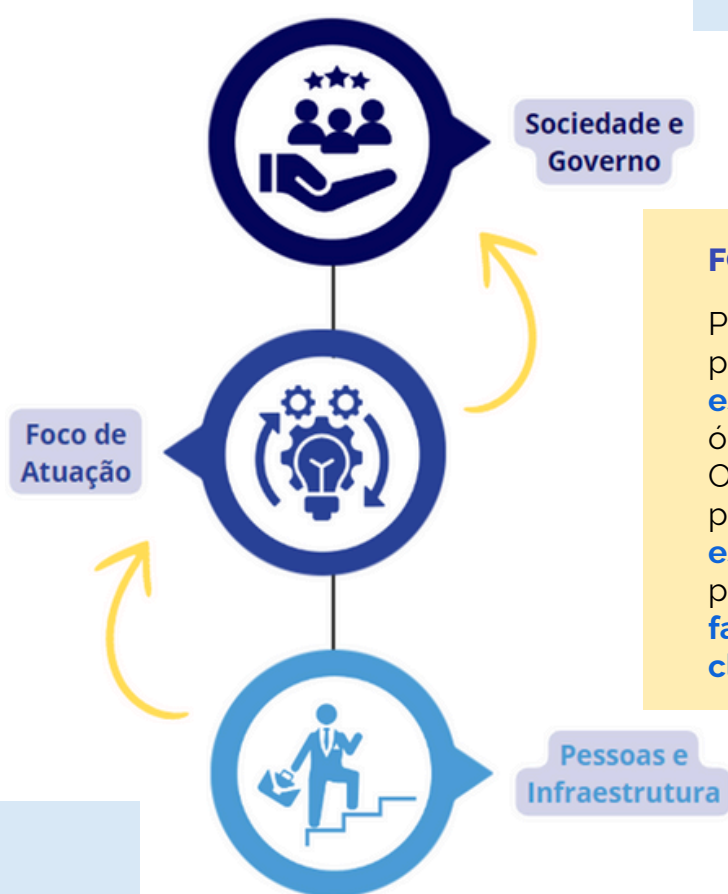 Sociedade e
Governo
Foco de
Atuação
Pessoas e
Infraestrutura